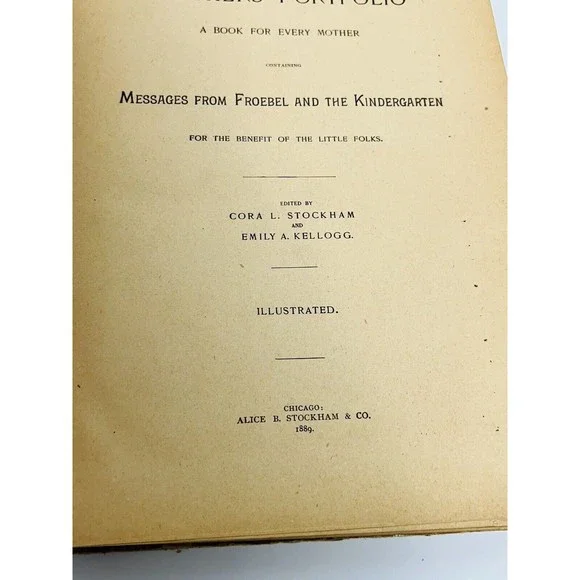 PORTFOLIO
A BOOK FOR EVERY MOTHER
CONTAINING
MESSAGES FROM FROEBEL AND THE KINDERGARTEN
FOR THE BENEFIT OF THE LITTLE FOLKS.
EDITED BY
CORA L. STOCKHAM
AND
EMILY A. KELLOGG.
ILLUSTRATED.
CHICAGO:
ALICE B. STOCKHAM & CO.
1889.